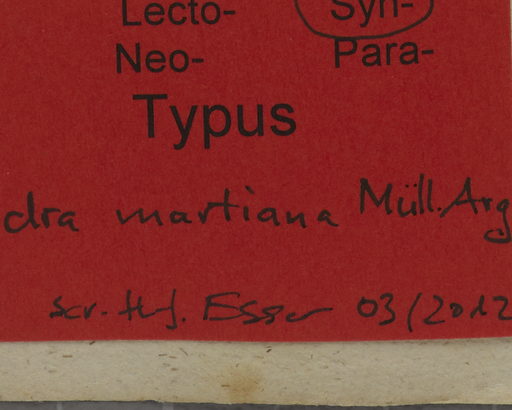 Lecto- Syn-
Neo- Para-
Typus
dra martiana Müll.Arg
scr. H.-J. Esser 03/2012